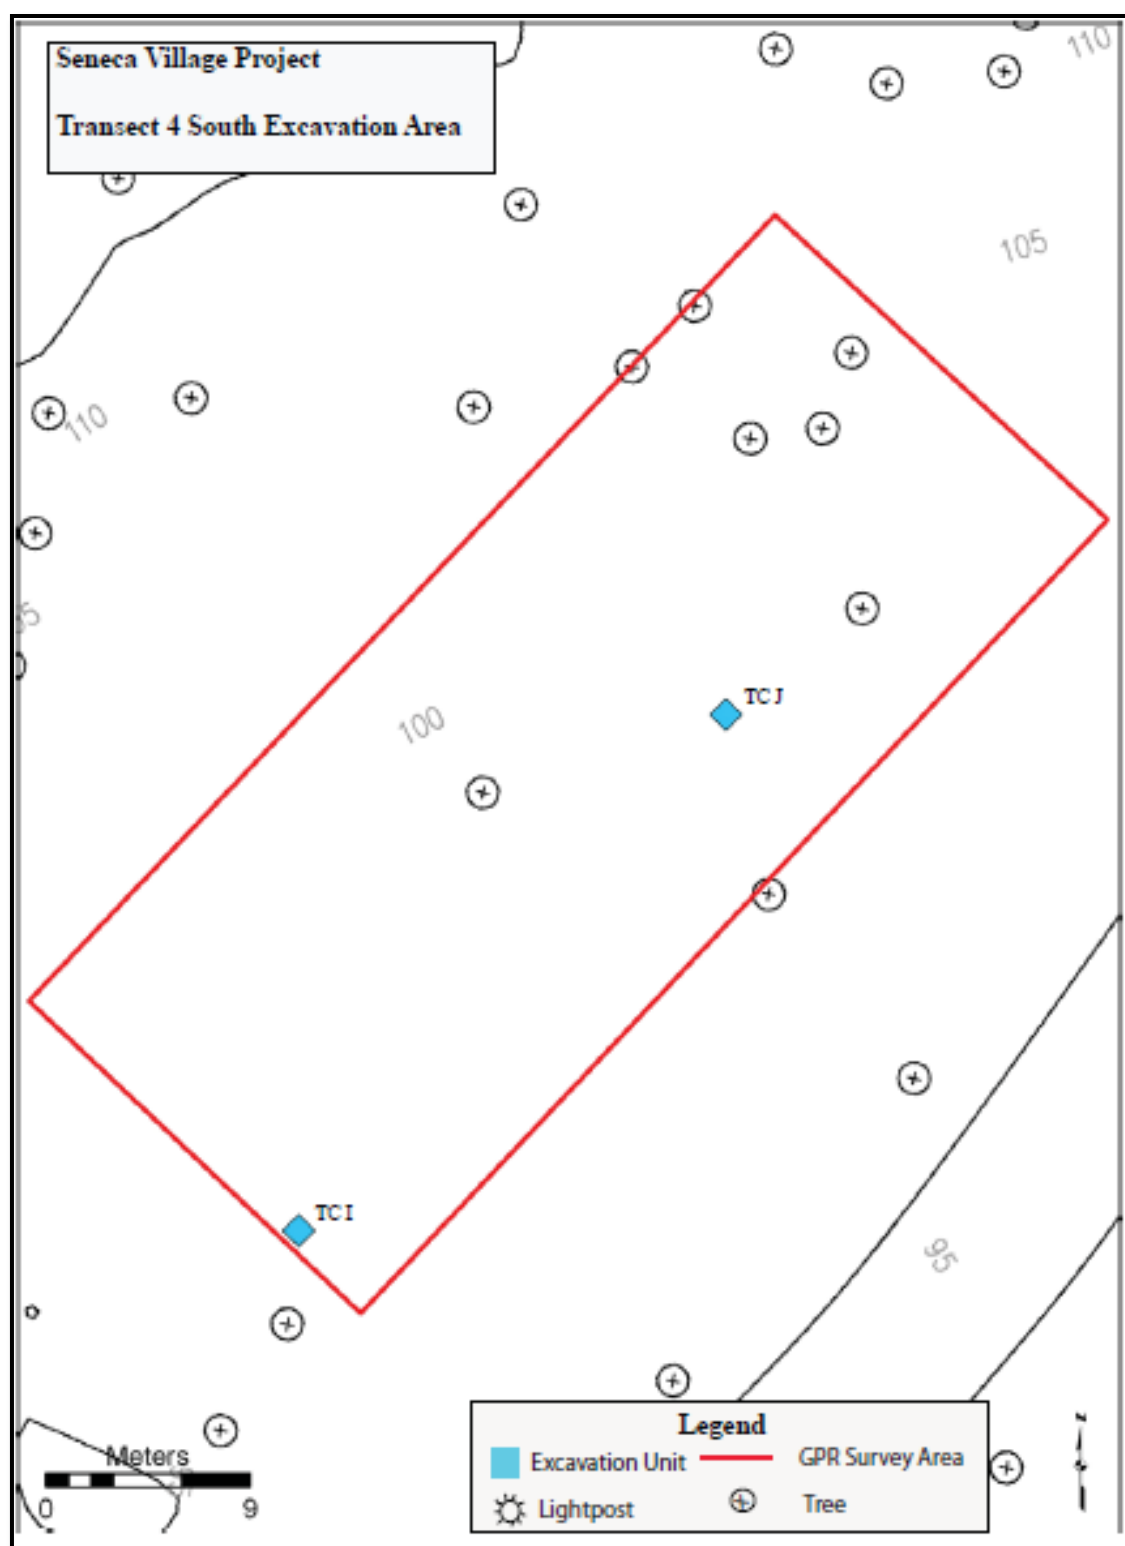 Seneca Village Project
Transect 4 South Excavation Area
110
105
110
100
TC J
TC I
95
Meters
0 9
Legend
Excavation Unit
GPR Survey Area
Lightpost
Tree
z